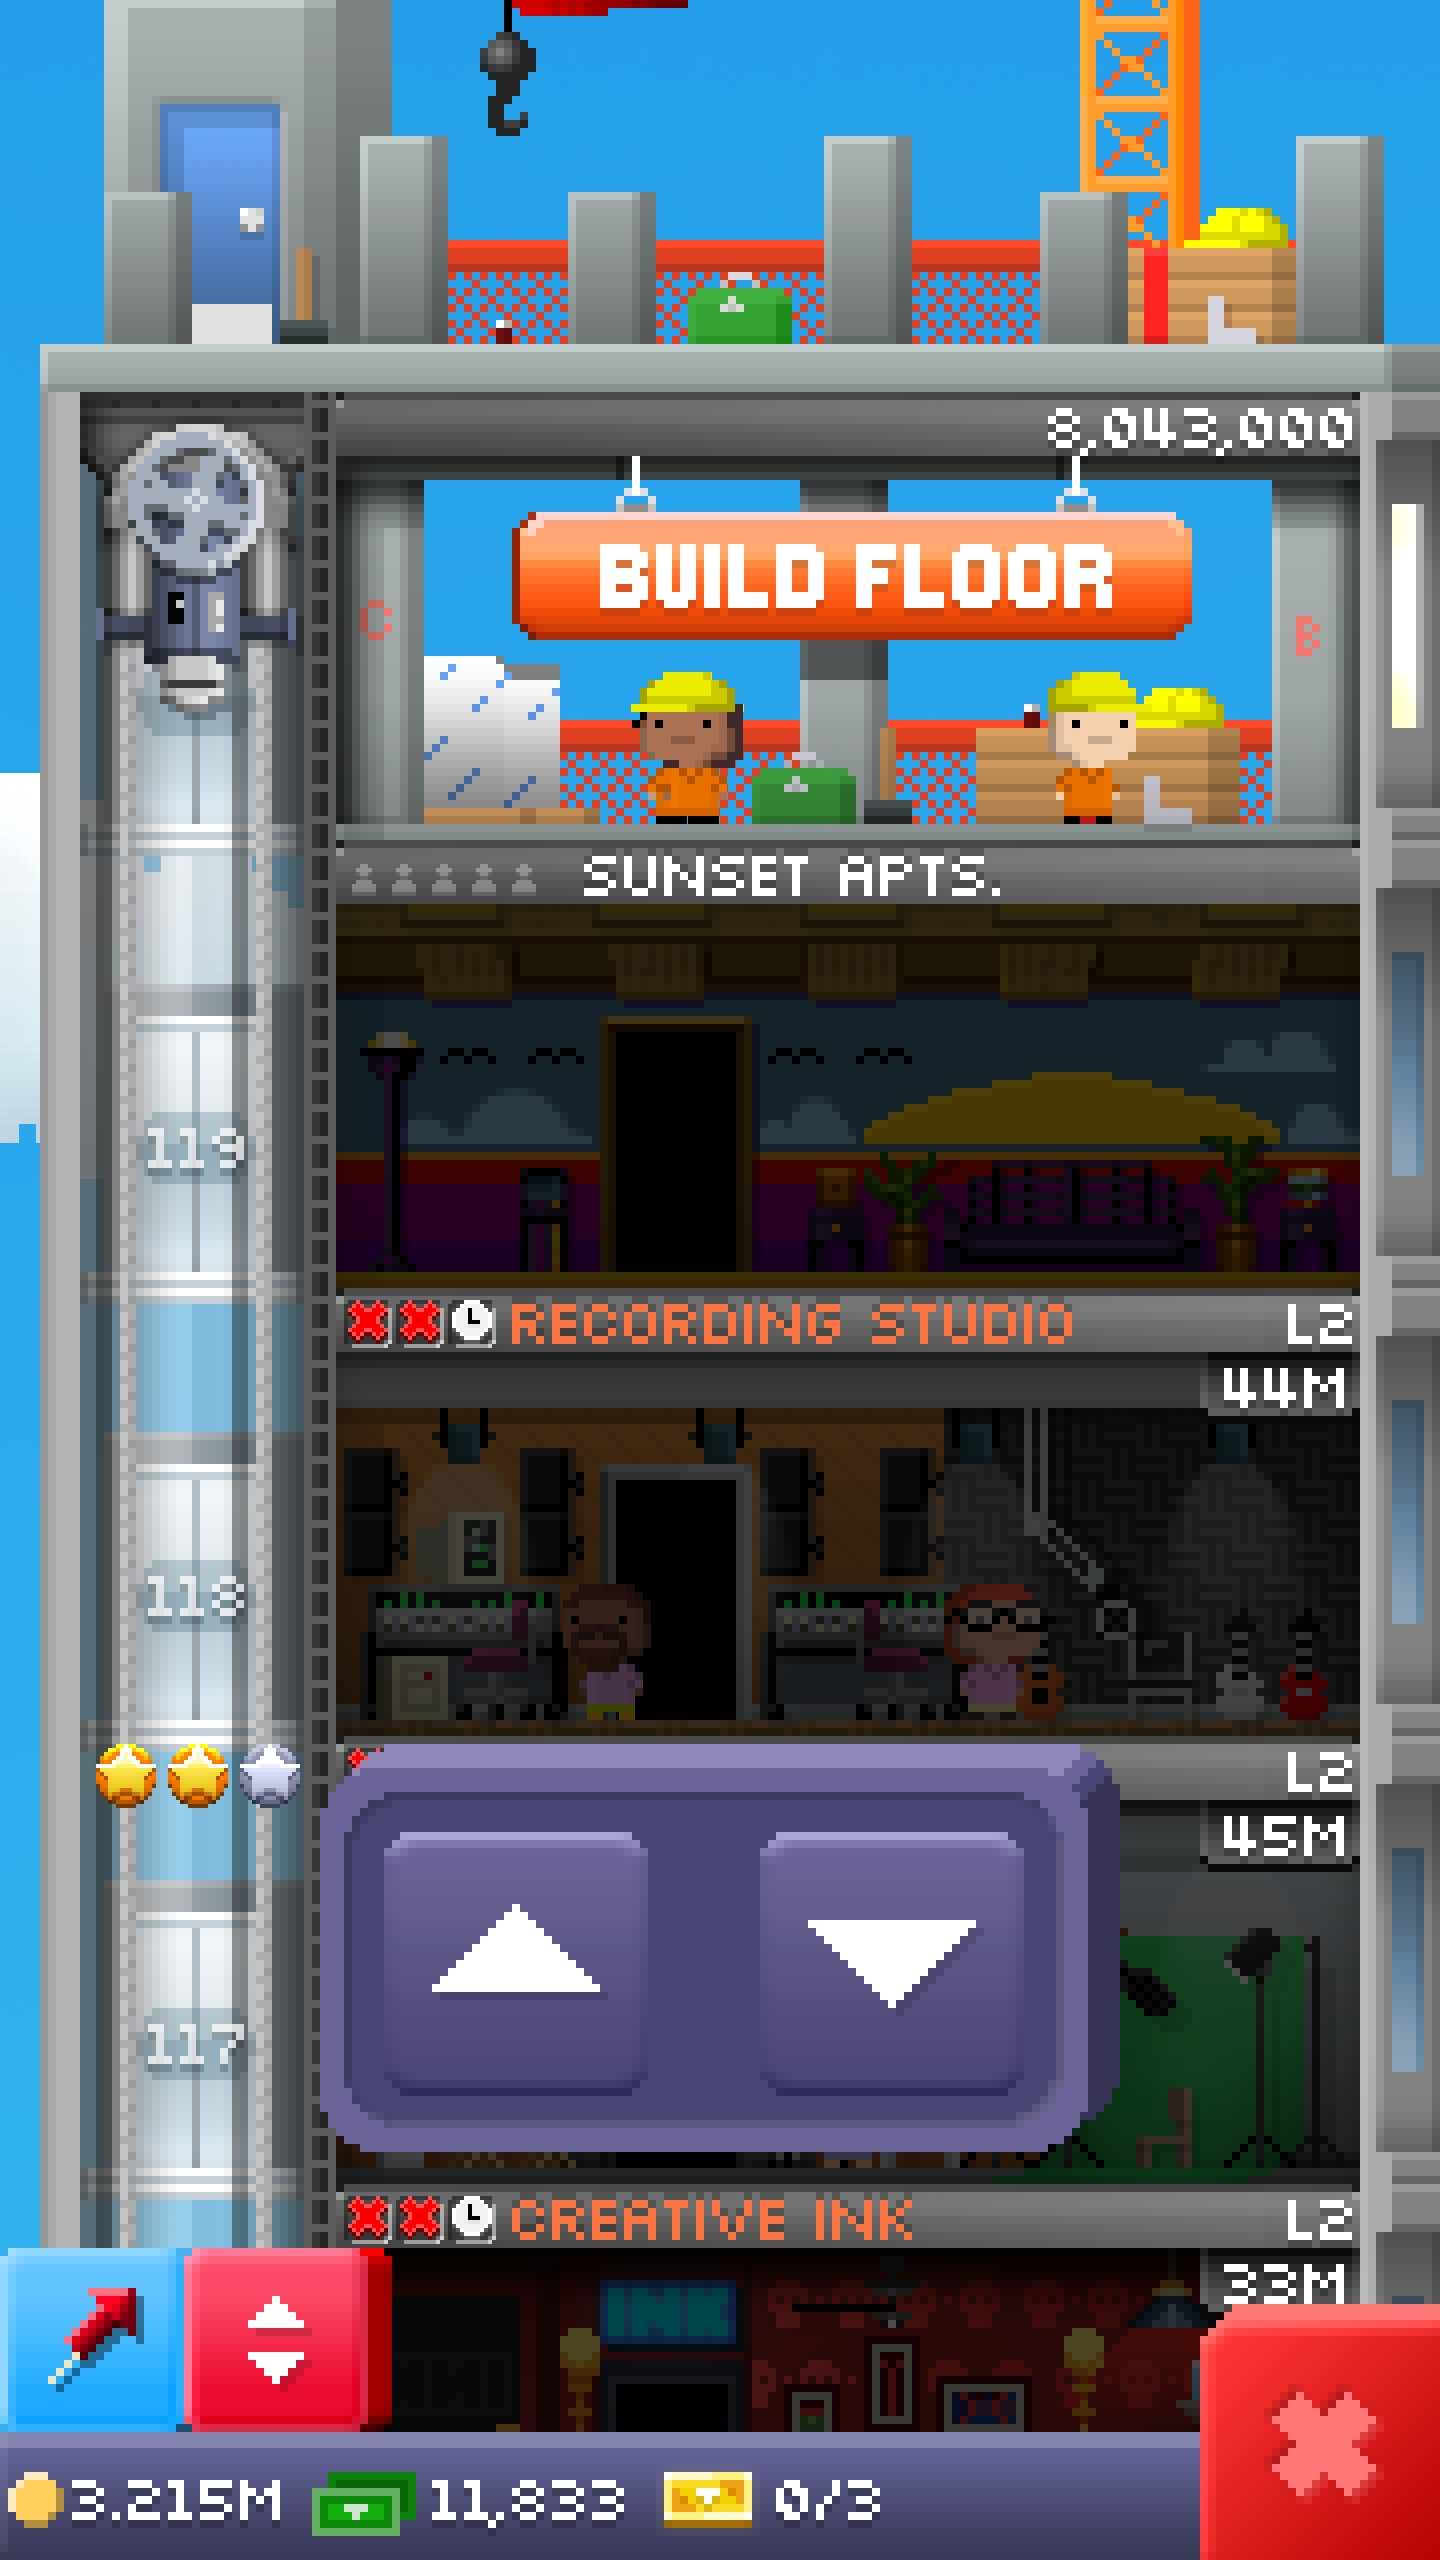 8,043,000
BUILD FLOOR
C
B
SUNSET APTS.
119
RECORDING STUDIO L2
44M
118
L2
45M
117
CREATIVE INK L2
33M
INK
3.215M 11,833 0/3